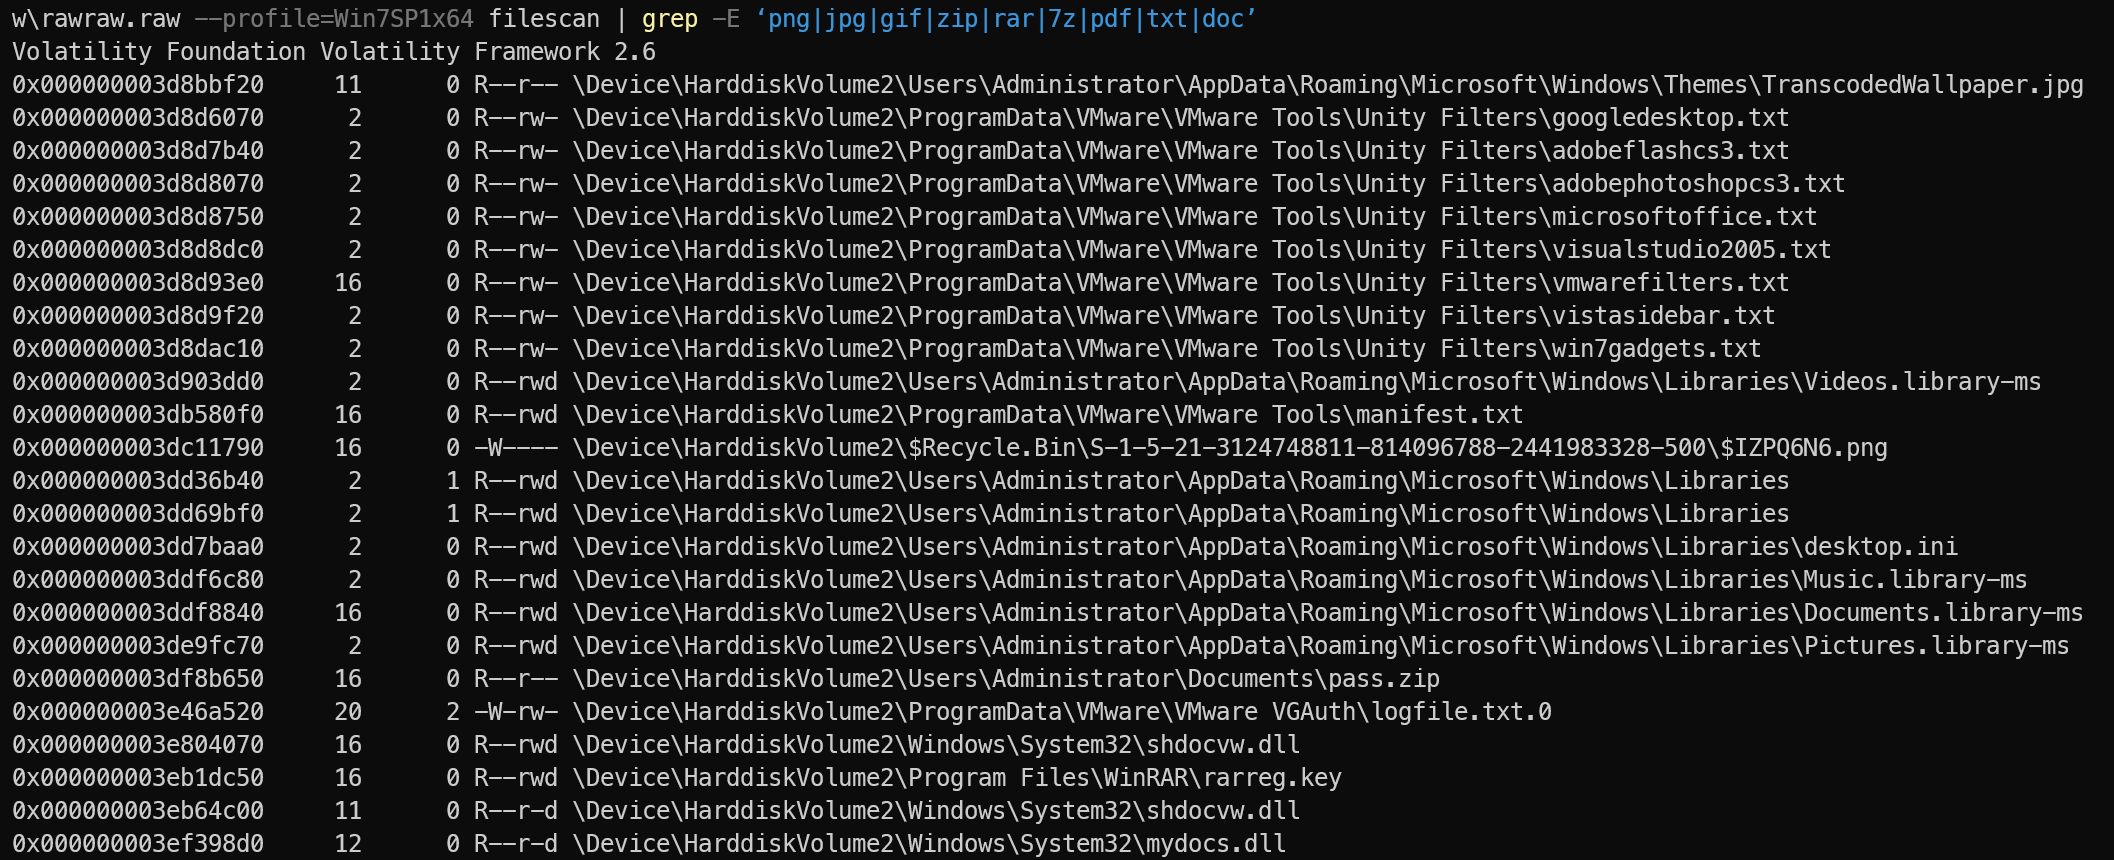 w\rawraw.raw --profile=Win7SP1x64 filescan | grep -E ‘png|jpg|gif|zip|rar|7z|pdf|txt|doc’
Volatility Foundation Volatility Framework 2.6
0x000000003d8bbf20     11      0 R--r-- \Device\HarddiskVolume2\Users\Administrator\AppData\Roaming\Microsoft\Windows\Themes\TranscodedWallpaper.jpg
0x000000003d8d6070      2      0 R--rw- \Device\HarddiskVolume2\ProgramData\VMware\VMware Tools\Unity Filters\googledesktop.txt
0x000000003d8d7b40      2      0 R--rw- \Device\HarddiskVolume2\ProgramData\VMware\VMware Tools\Unity Filters\adobeflashcs3.txt
0x000000003d8d8070      2      0 R--rw- \Device\HarddiskVolume2\ProgramData\VMware\VMware Tools\Unity Filters\adobephotoshopcs3.txt
0x000000003d8d8750      2      0 R--rw- \Device\HarddiskVolume2\ProgramData\VMware\VMware Tools\Unity Filters\microsoftoffice.txt
0x000000003d8d8dc0      2      0 R--rw- \Device\HarddiskVolume2\ProgramData\VMware\VMware Tools\Unity Filters\visualstudio2005.txt
0x000000003d8d93e0     16      0 R--rw- \Device\HarddiskVolume2\ProgramData\VMware\VMware Tools\Unity Filters\vmwarefilters.txt
0x000000003d8d9f20      2      0 R--rw- \Device\HarddiskVolume2\ProgramData\VMware\VMware Tools\Unity Filters\vistasidebar.txt
0x000000003d8dac10      2      0 R--rw- \Device\HarddiskVolume2\ProgramData\VMware\VMware Tools\Unity Filters\win7gadgets.txt
0x000000003d903dd0      2      0 R--rwd \Device\HarddiskVolume2\Users\Administrator\AppData\Roaming\Microsoft\Windows\Libraries\Videos.library-ms
0x000000003db580f0     16      0 R--rwd \Device\HarddiskVolume2\ProgramData\VMware\VMware Tools\manifest.txt
0x000000003dc11790     16      0 -W---- \Device\HarddiskVolume2\$Recycle.Bin\S-1-5-21-3124748811-814096788-2441983328-500\$IZPQ6N6.png
0x000000003dd36b40      2      1 R--rwd \Device\HarddiskVolume2\Users\Administrator\AppData\Roaming\Microsoft\Windows\Libraries
0x000000003dd69bf0      2      1 R--rwd \Device\HarddiskVolume2\Users\Administrator\AppData\Roaming\Microsoft\Windows\Libraries
0x000000003dd7baa0      2      0 R--rwd \Device\HarddiskVolume2\Users\Administrator\AppData\Roaming\Microsoft\Windows\Libraries\desktop.ini
0x000000003ddf6c80      2      0 R--rwd \Device\HarddiskVolume2\Users\Administrator\AppData\Roaming\Microsoft\Windows\Libraries\Music.library-ms
0x000000003ddf8840     16      0 R--rwd \Device\HarddiskVolume2\Users\Administrator\AppData\Roaming\Microsoft\Windows\Libraries\Documents.library-ms
0x000000003de9fc70      2      0 R--rwd \Device\HarddiskVolume2\Users\Administrator\AppData\Roaming\Microsoft\Windows\Libraries\Pictures.library-ms
0x000000003df8b650     16      0 R--r-- \Device\HarddiskVolume2\Users\Administrator\Documents\pass.zip
0x000000003e46a520     20      2 -W-rw- \Device\HarddiskVolume2\ProgramData\VMware\VMware VGAuth\logfile.txt.0
0x000000003e804070     16      0 R--rwd \Device\HarddiskVolume2\Windows\System32\shdocvw.dll
0x000000003eb1dc50     16      0 R--rwd \Device\HarddiskVolume2\Program Files\WinRAR\rarreg.key
0x000000003eb64c00     11      0 R--r-d \Device\HarddiskVolume2\Windows\System32\shdocvw.dll
0x000000003ef398d0     12      0 R--r-d \Device\HarddiskVolume2\Windows\System32\mydocs.dll